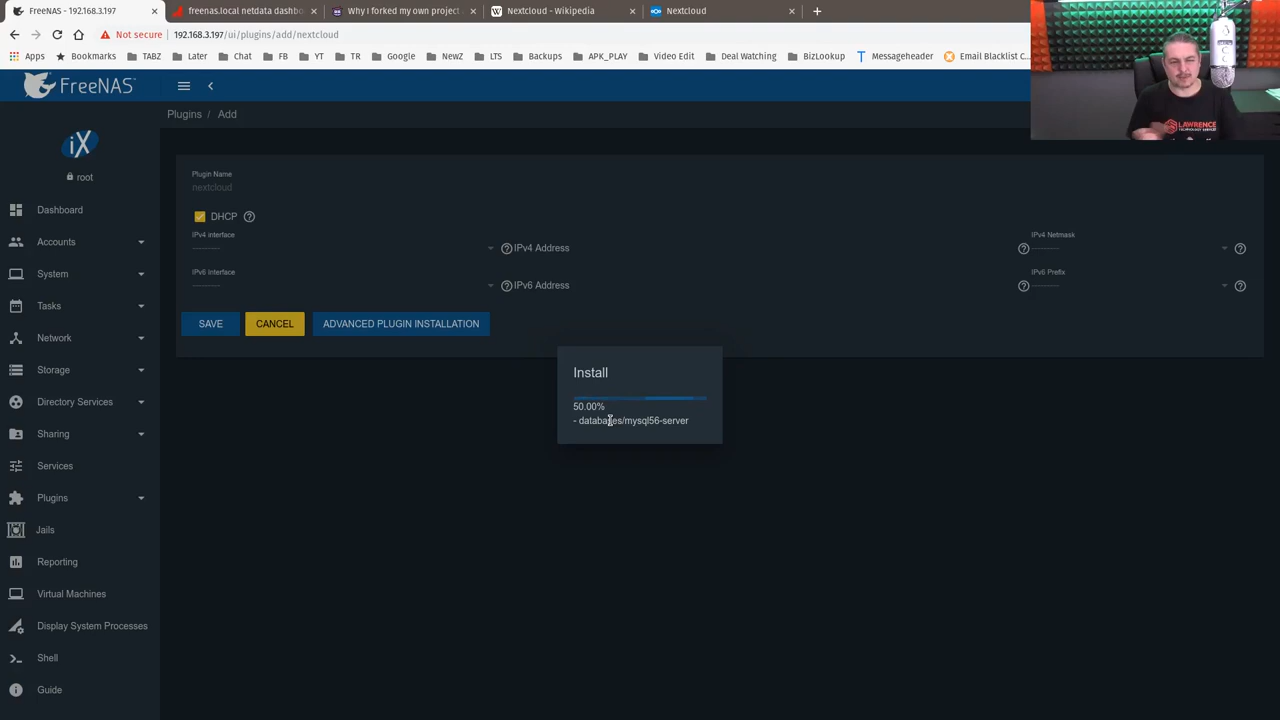 FreeNAS - 192.168.3.197
freenas.local netdata dashbo
Why I forked my own project
Nextcloud - Wikipedia
Nextcloud
Not secure
192.168.3.197/ui/plugins/add/nextcloud
Apps
Bookmarks
TABZ
Later
Chat
FB
YT
TR
Google
NewZ
LTS
Backups
APK_PLAY
Video Edit
Deal Watching
BizLookup
Messageheader
Email Blacklist C...
LAWRENCE
FreeNAS
Plugins / Add
iX
root
Dashboard
Accounts
System
Tasks
Network
Storage
Directory Services
Sharing
Services
Plugins
Jails
Reporting
Virtual Machines
Display System Processes
Shell
Guide
Plugin Name
nextcloud
DHCP
IPv4 interface
IPv4 Address
IPv4 Netmask
IPv6 Interface
IPv6 Address
IPv6 Prefix
SAVE
CANCEL
ADVANCED PLUGIN INSTALLATION
Install
50.00%
- databases/mysql56-server